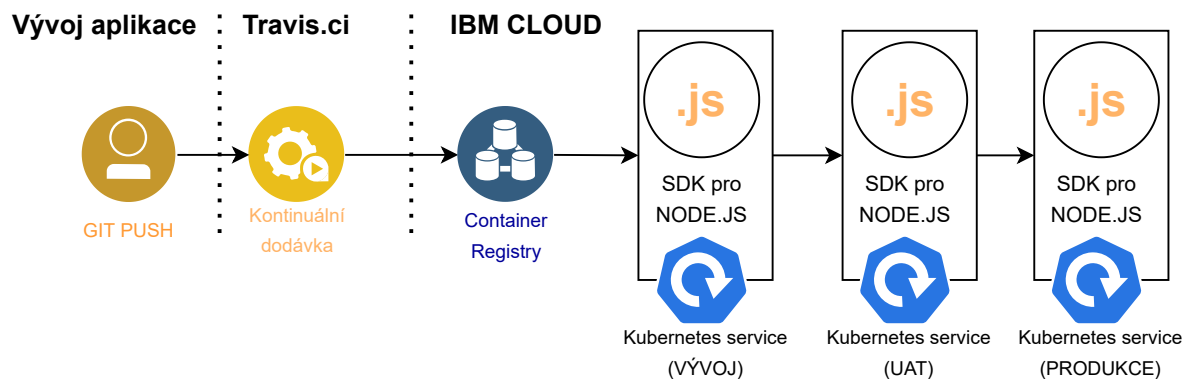 Vývoj aplikace
Travis.ci
IBM CLOUD
GIT PUSH
Kontinuální
dodávka
Container
Registry
.js
SDK pro
NODE.JS
Kubernetes service
(VÝVOJ)
.js
SDK pro
NODE.JS
Kubernetes service
(UAT)
.js
SDK pro
NODE.JS
Kubernetes service
(PRODUKCE)